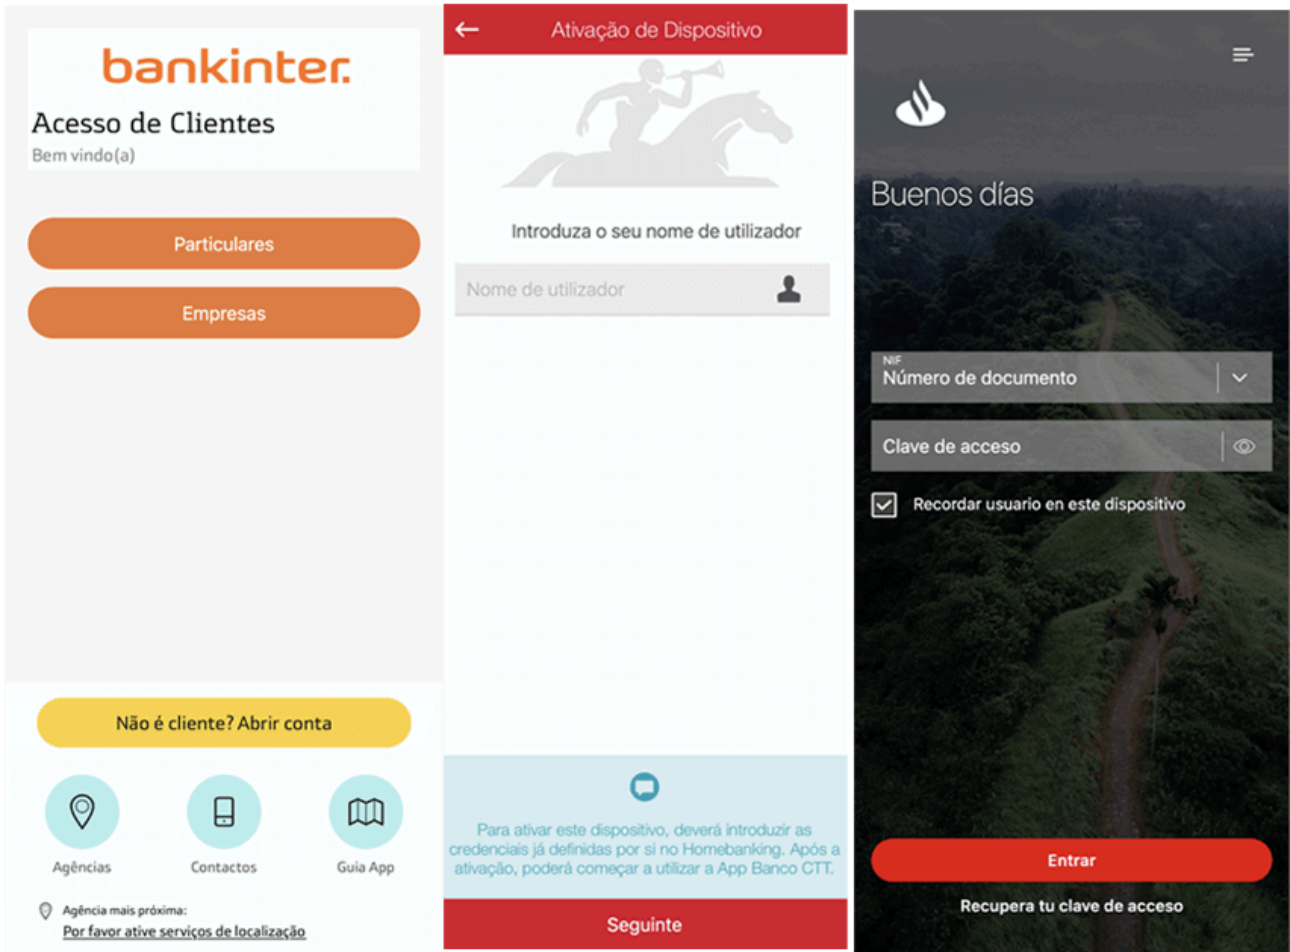 bankinter.
Acesso de Clientes
Bem vindo(a)
Particulares
Empresas
Não é cliente? Abrir conta
Agências
Contactos
Guia App
Agência mais próxima:
Por favor ative serviços de localização
Ativação de Dispositivo
Introduza o seu nome de utilizador
Nome de utilizador
Para ativar este dispositivo, deverá introduzir as
credenciais já definidas por si no Homebanking. Após a
ativação, poderá começar a utilizar a App Banco CTT.
Seguinte
Buenos días
NIF
Número de documento
Clave de acceso
Recordar usuario en este dispositivo
Entrar
Recupera tu clave de acceso